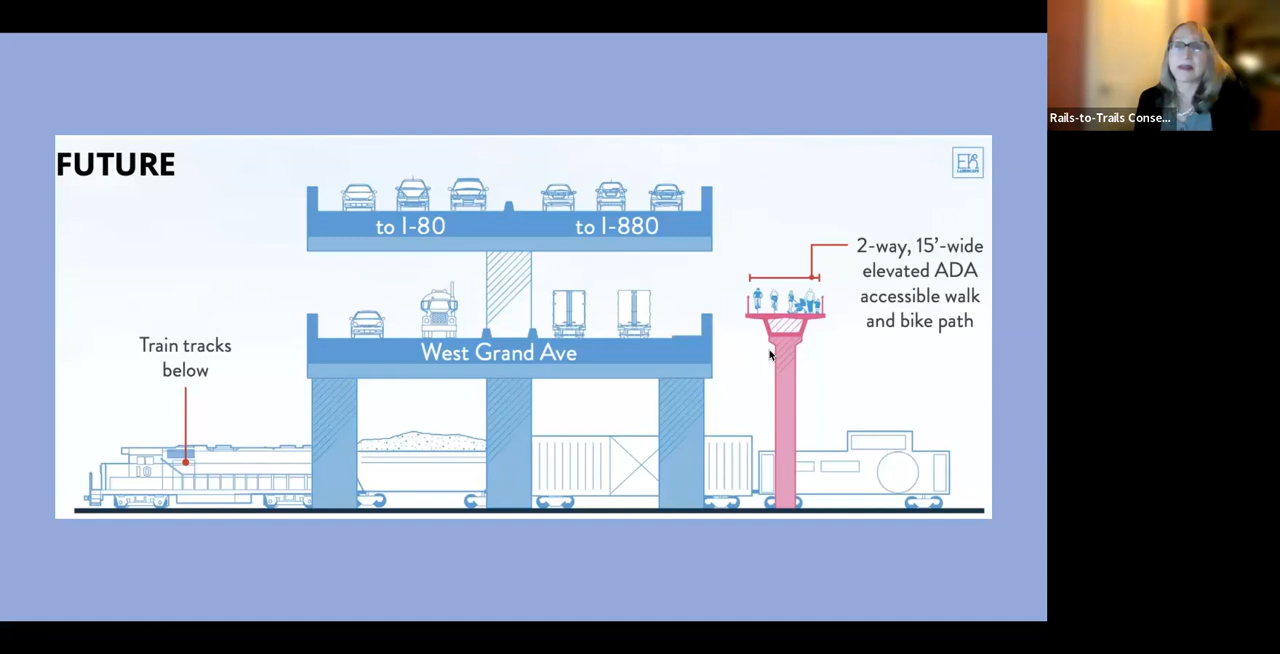 FUTURE
to I-80
to I-880
2-way, 15'-wide
elevated ADA
accessible walk
and bike path
West Grand Ave
Train tracks
below
Rails-to-Trails Conse...